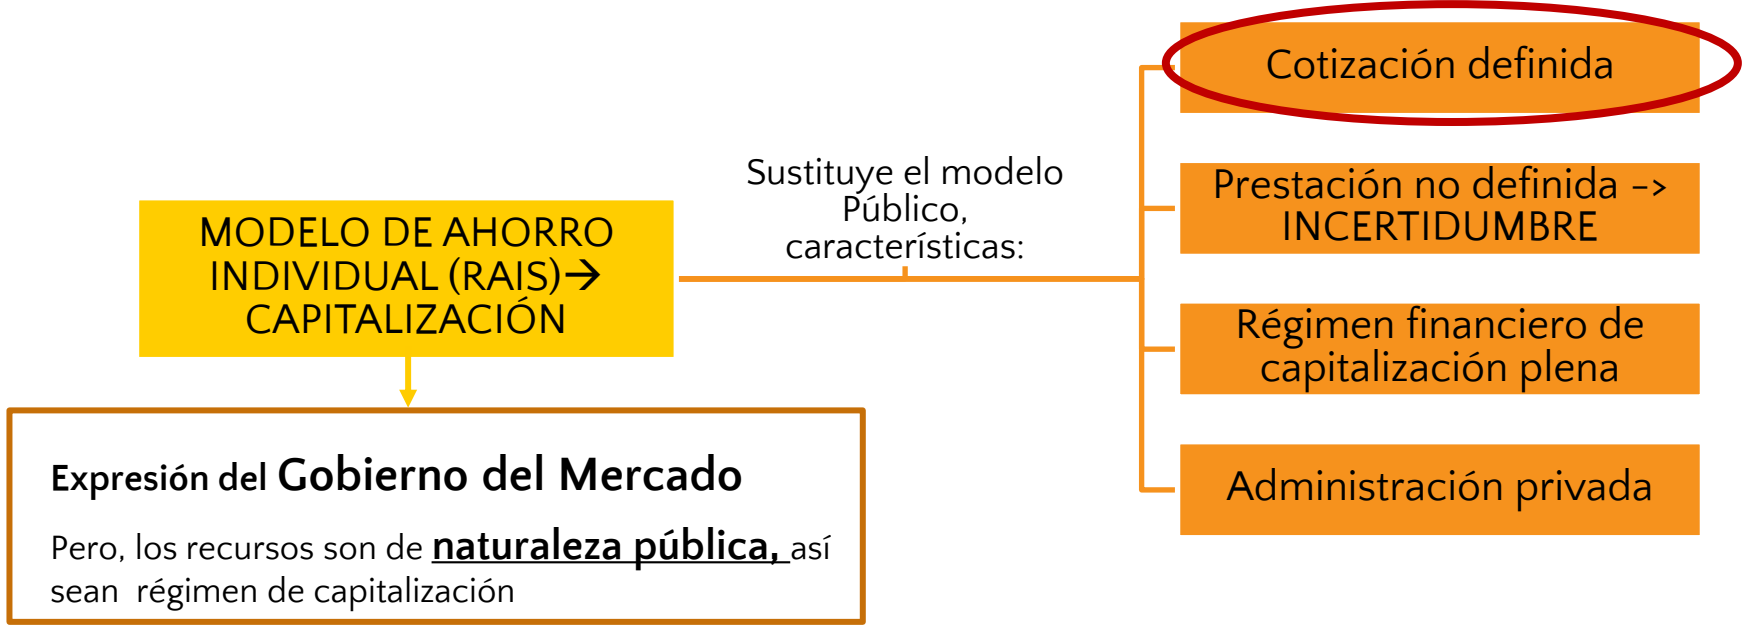 MODELO DE AHORRO
INDIVIDUAL (RAIS)→
CAPITALIZACIÓN
Expresión del Gobierno del Mercado
Pero, los recursos son de naturaleza pública, así
sean régimen de capitalización
Sustituye el modelo
Público,
características:
Cotización definida
Prestación no definida ->
INCERTIDUMBRE
Régimen financiero de
capitalización plena
Administración privada